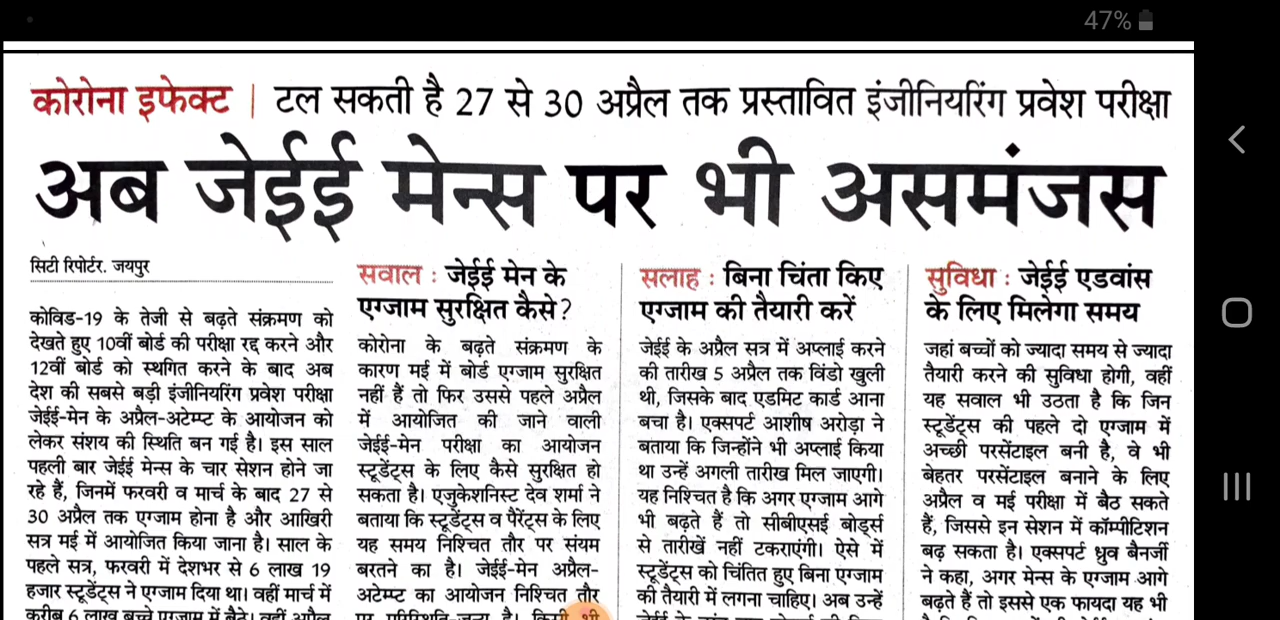 47%
कोरोना इफेक्ट | टल सकती है 27 से 30 अप्रैल तक प्रस्तावित इंजीनियरिंग प्रवेश परीक्षा
अब जेईई मेन्स पर भी असमंजस
सिटी रिपोर्टर. जयपुर
कोविड-19 के तेजी से बढ़ते संक्रमण को
देखते हुए 10वीं बोर्ड की परीक्षा रद्द करने और
12वीं बोर्ड को स्थगित करने के बाद अब
देश की सबसे बड़ी इंजीनियरिंग प्रवेश परीक्षा
जेईई-मेन के अप्रैल-अटेम्प्ट के आयोजन को
लेकर संशय की स्थिति बन गई है। इस साल
पहली बार जेईई मेन्स के चार सेशन होने जा
रहे हैं, जिनमें फरवरी व मार्च के बाद 27 से
30 अप्रैल तक एग्जाम होना है और आखिरी
सत्र मई में आयोजित किया जाना है। साल के
पहले सत्र, फरवरी में देशभर से 6 लाख 19
हजार स्टूडेंट्स ने एग्जाम दिया था। वहीं मार्च में
करीब 6 लाख बच्चे एग्जाम में बैठे। वहीं अप्रैल
सवाल : जेईई मेन के
एग्जाम सुरक्षित कैसे?
कोरोना के बढ़ते संक्रमण के
कारण मई में बोर्ड एग्जाम सुरक्षित
नहीं हैं तो फिर उससे पहले अप्रैल
में आयोजित की जाने वाली
जेईई-मेन परीक्षा का आयोजन
स्टूडेंट्स के लिए कैसे सुरक्षित हो
सकता है। एजुकेशनिस्ट देव शर्मा ने
बताया कि स्टूडेंट्स व पैरेंट्स के लिए
यह समय निश्चित तौर पर संयम
बरतने का है। जेईई-मेन अप्रैल-
अटेम्प्ट का आयोजन निश्चित तौर
सलाह : बिना चिंता किए
एग्जाम की तैयारी करें
जेईई के अप्रैल सत्र में अप्लाई करने
की तारीख 5 अप्रैल तक विंडो खुली
थी, जिसके बाद एडमिट कार्ड आना
बचा है। एक्सपर्ट आशीष अरोड़ा ने
बताया कि जिन्होंने भी अप्लाई किया
था उन्हें अगली तारीख मिल जाएगी।
यह निश्चित है कि अगर एग्जाम आगे
भी बढ़ते हैं तो सीबीएसई बोर्ड्स
से तारीखें नहीं टकराएंगी। ऐसे में
स्टूडेंट्स को चिंतित हुए बिना एग्जाम
की तैयारी में लगना चाहिए। अब उन्हें
सुविधा : जेईई एडवांस
के लिए मिलेगा समय
जहां बच्चों को ज्यादा समय से ज्यादा
तैयारी करने की सुविधा होगी, वहीं
यह सवाल भी उठता है कि जिन
स्टूडेंट्स की पहले दो एग्जाम में
अच्छी परसेंटाइल बनी है, वे भी
बेहतर परसेंटाइल बनाने के लिए
अप्रैल व मई परीक्षा में बैठ सकते
हैं, जिससे इन सेशन में कॉम्पीटिशन
बढ़ सकता है। एक्सपर्ट ध्रुव बैनर्जी
ने कहा, अगर मेन्स के एग्जाम आगे
बढ़ते हैं तो इससे एक फायदा यह भी